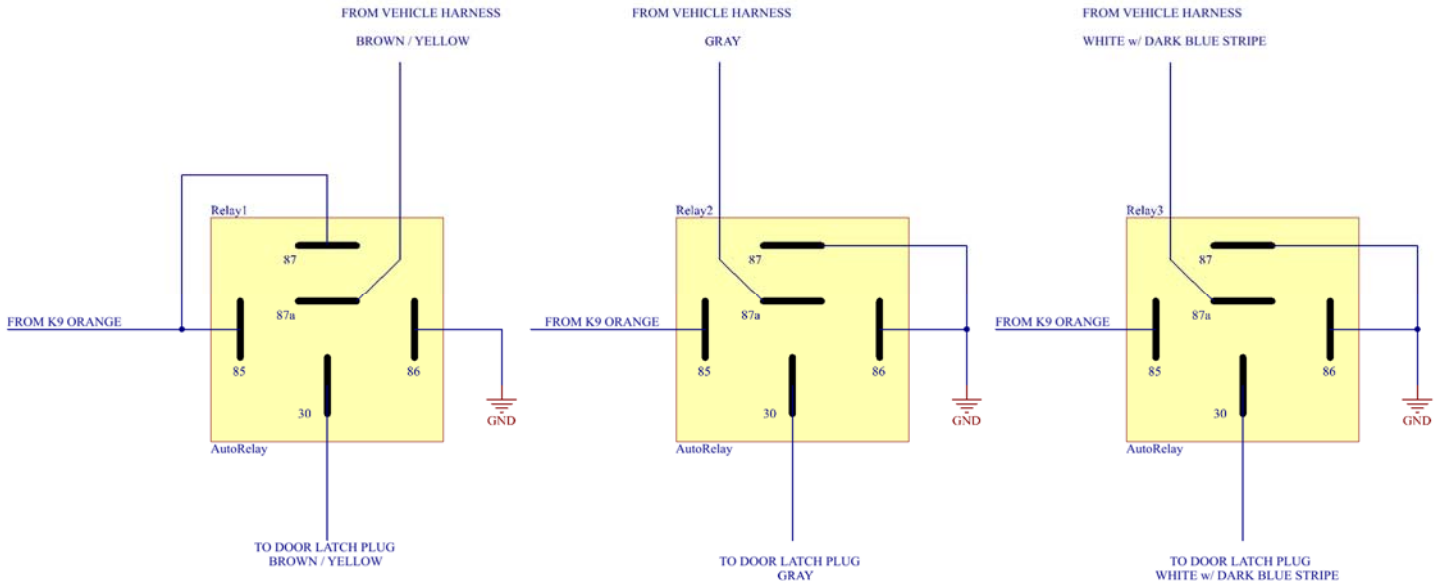 FROM VEHICLE HARNESS
BROWN / YELLOW
Relay1
87
87a
FROM K9 ORANGE
85
86
30
GND
AutoRelay
TO DOOR LATCH PLUG
BROWN / YELLOW
FROM VEHICLE HARNESS
GRAY
Relay2
87
87a
FROM K9 ORANGE
85
86
30
GND
AutoRelay
TO DOOR LATCH PLUG
GRAY
FROM VEHICLE HARNESS
WHITE w/ DARK BLUE STRIPE
Relay3
87
87a
FROM K9 ORANGE
85
86
30
GND
AutoRelay
TO DOOR LATCH PLUG
WHITE w/ DARK BLUE STRIPE